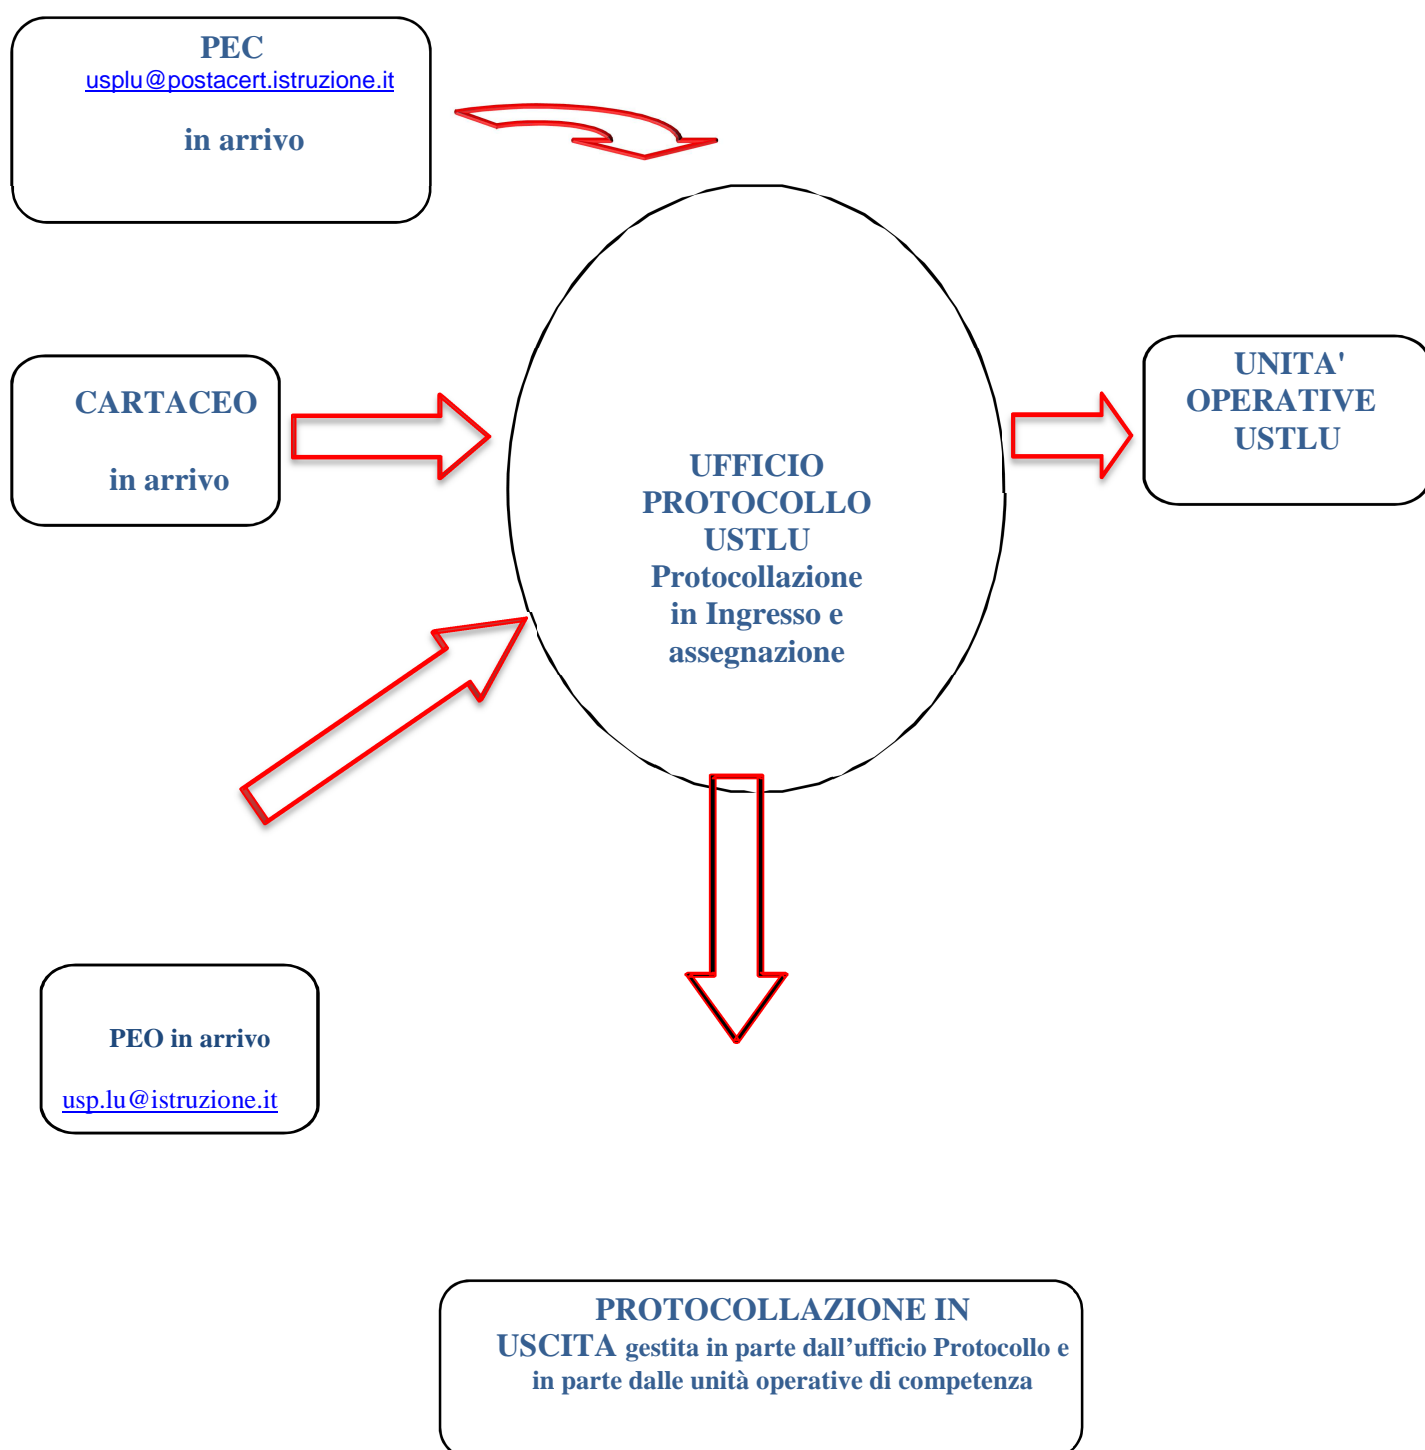 PEC
usplu@postacert.istruzione.it
in arrivo
CARTACEO
in arrivo
UNITA'
OPERATIVE
USTLU
UFFICIO
PROTOCOLLO
USTLU
Protocollazione
in Ingresso e
assegnazione
PEO in arrivo
usp.lu@istruzione.it
PROTOCOLLAZIONE IN
USCITA gestita in parte dall’ufficio Protocollo e
in parte dalle unità operative di competenza